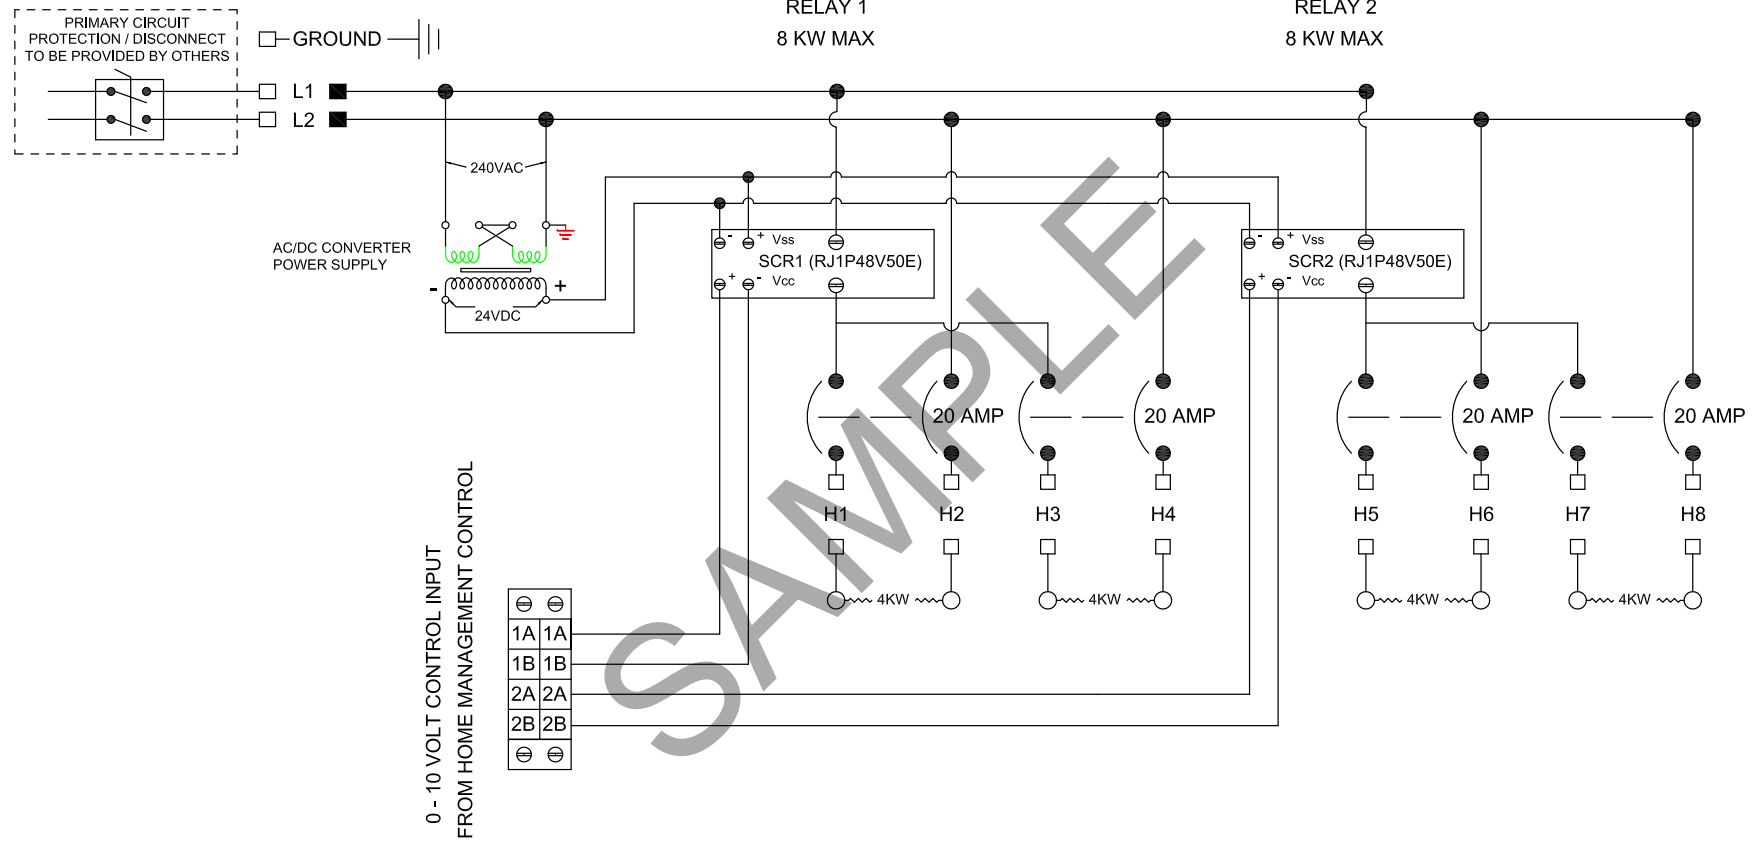 PRIMARY CIRCUIT
PROTECTION / DISCONNECT
TO BE PROVIDED BY OTHERS
GROUND
L1
L2
RELAY 1
8 KW MAX
RELAY 2
8 KW MAX
240VAC
AC/DC CONVERTER
POWER SUPPLY
- +
24VDC
- + Vss
SCR1 (RJ1P48V50E)
+ - Vcc
- + Vss
SCR2 (RJ1P48V50E)
+ - Vcc
20 AMP
20 AMP
20 AMP
20 AMP
H1
H2
H3
H4
H5
H6
H7
H8
4KW
4KW
4KW
4KW
0 - 10 VOLT CONTROL INPUT
FROM HOME MANAGEMENT CONTROL
1A 1A
1B 1B
2A 2A
2B 2B
SAMPLE